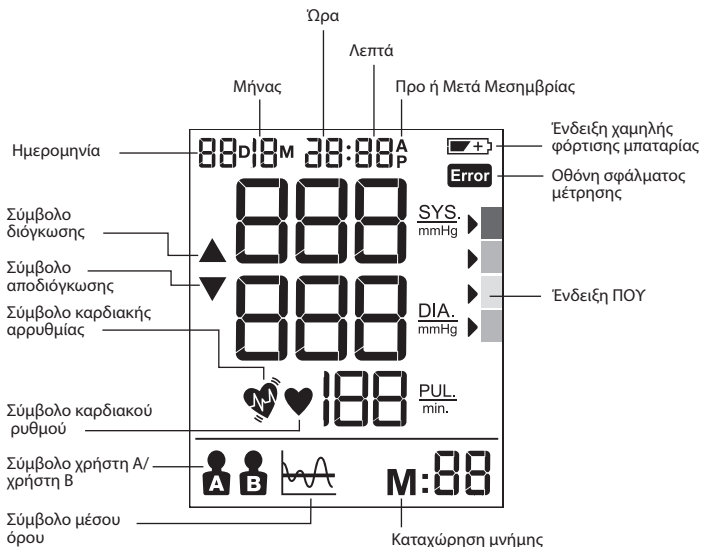 Ώρα
Λεπτά
Μήνας
Προ ή Μετά Μεσημβρίας
Ημερομηνία
88D18M 28:88 A
P
Ένδειξη χαμηλής
φόρτισης μπαταρίας
Error
Οθόνη σφάλματος
μέτρησης
888
SYS.
mmHg
Σύμβολο
διόγκωσης
Σύμβολο
αποδιόγκωσης
888
DIA.
mmHg
Ένδειξη ΠΟΥ
Σύμβολο καρδιακής
αρρυθμίας
188
PUL.
min.
Σύμβολο καρδιακού
ρυθμού
Σύμβολο χρήστη Α/
χρήστη Β
A
B
M:88
Σύμβολο μέσου
όρου
Καταχώρηση μνήμης